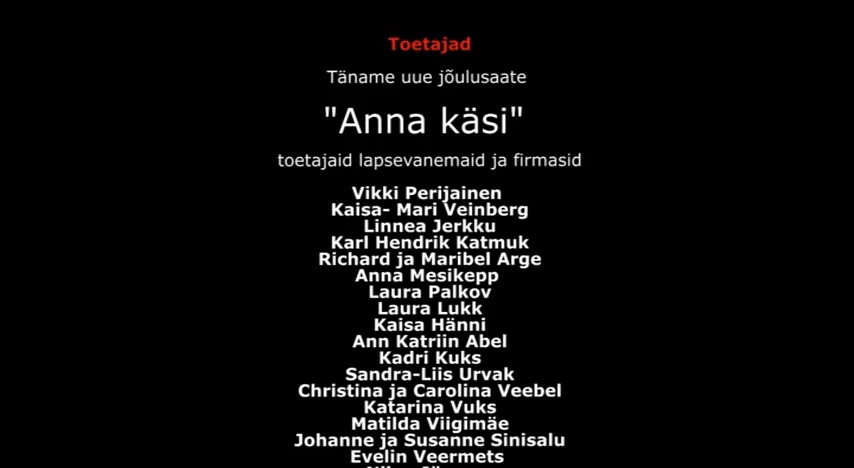 Toetajad
Täname uue jõulusaate
"Anna käsi"
toetajaid lapsevanemaid ja firmasid
Vikki Perijainen
Kaisa- Mari Veinberg
Linnea Jerkku
Karl Hendrik Katmuk
Richard ja Maribel Arge
Anna Mesikepp
Laura Palkov
Laura Lukk
Kaisa Hänni
Ann Katriin Abel
Kadri Kuks
Sandra-Liis Urvak
Christina ja Carolina Veebel
Katarina Vuks
Matilda Viigimäe
Johanne ja Susanne Sinisalu
Evelin Veermets